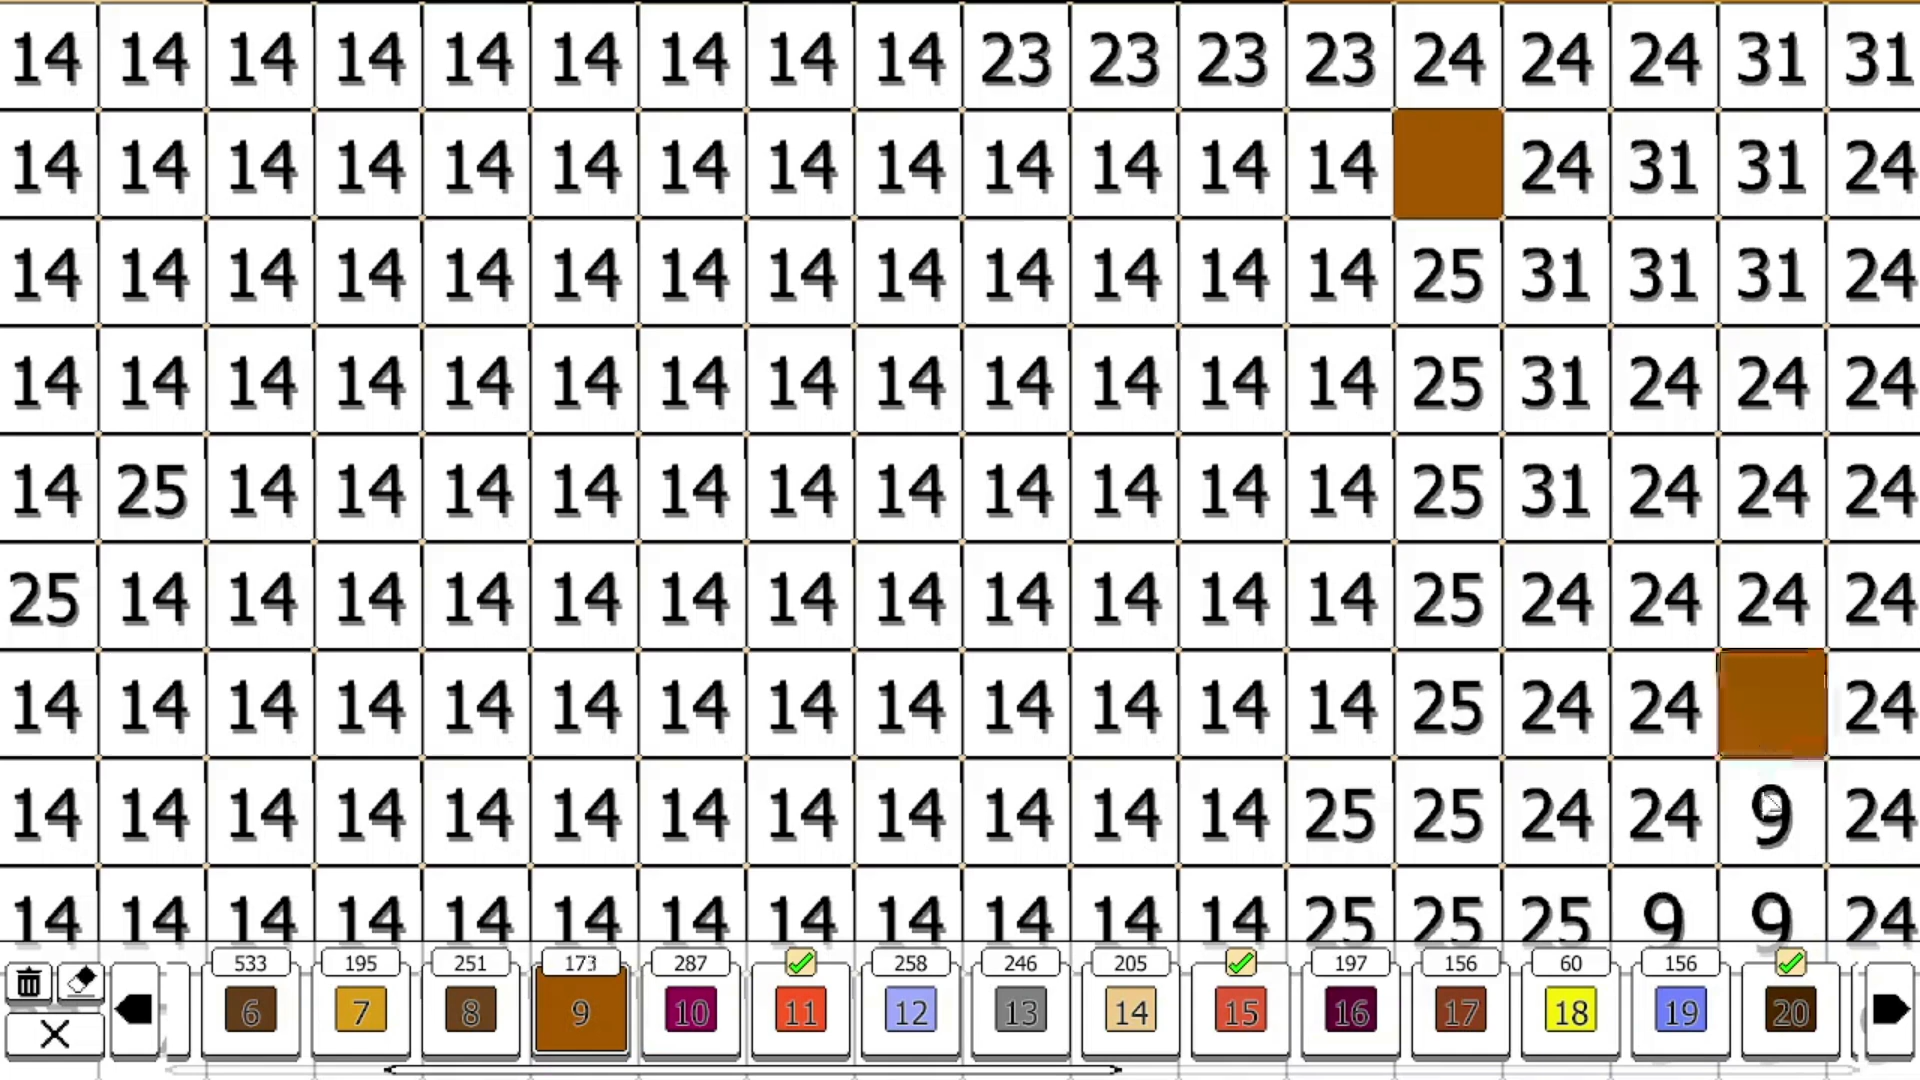 14 14 14 14 14 14 14 14 14 23 23 23 23 24 24 24 31 31
14 14 14 14 14 14 14 14 14 14 14 14 14 24 31 31 24
14 14 14 14 14 14 14 14 14 14 14 14 14 25 31 31 31 24
14 14 14 14 14 14 14 14 14 14 14 14 14 25 31 24 24 24
14 25 14 14 14 14 14 14 14 14 14 14 14 25 31 24 24 24
25 14 14 14 14 14 14 14 14 14 14 14 14 25 24 24 24 24
14 14 14 14 14 14 14 14 14 14 14 14 14 25 24 24 24
14 14 14 14 14 14 14 14 14 14 14 14 25 25 24 24 9 24
14 14 14 14 14 14 14 14 14 14 14 14 25 25 25 9 9 24
533 195 251 173 287 258 246 205 197 156 60 156
6 7 8 9 10 11 12 13 14 15 16 17 18 19 20